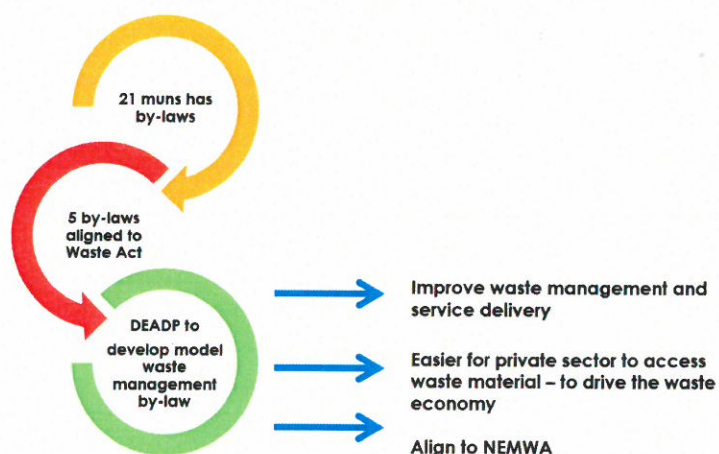 21 muns has
by-laws
5 by-laws
aligned to
Waste Act
DEADP to
develop model
waste
management
by-law
Improve waste management and
service delivery
Easier for private sector to access
waste material – to drive the waste
economy
Align to NEMWA